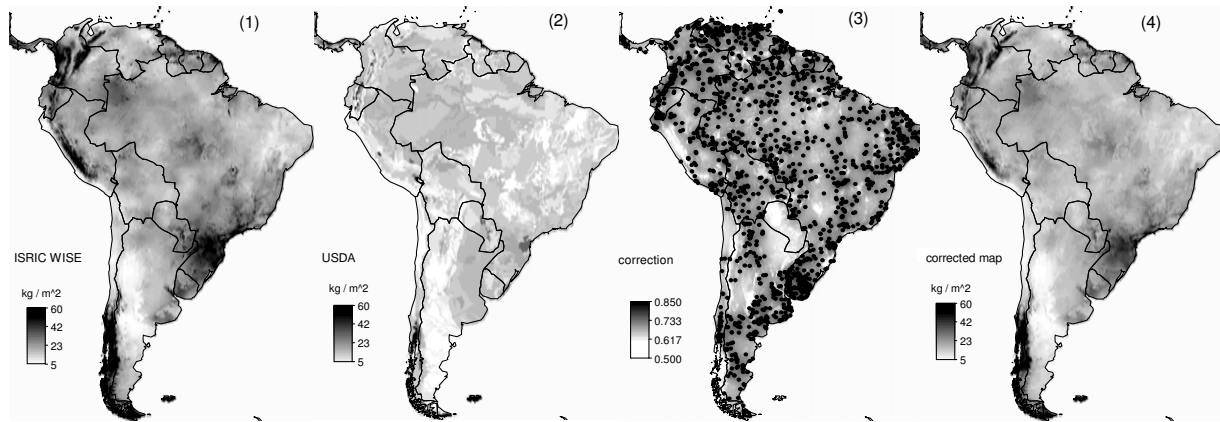 (1)
ISRIC WISE
kg / m^2
60
42
23
5
(2)
USDA
kg / m^2
60
42
23
5
(3)
correction
0.850
0.733
0.617
0.500
(4)
corrected map
kg / m^2
60
42
23
5